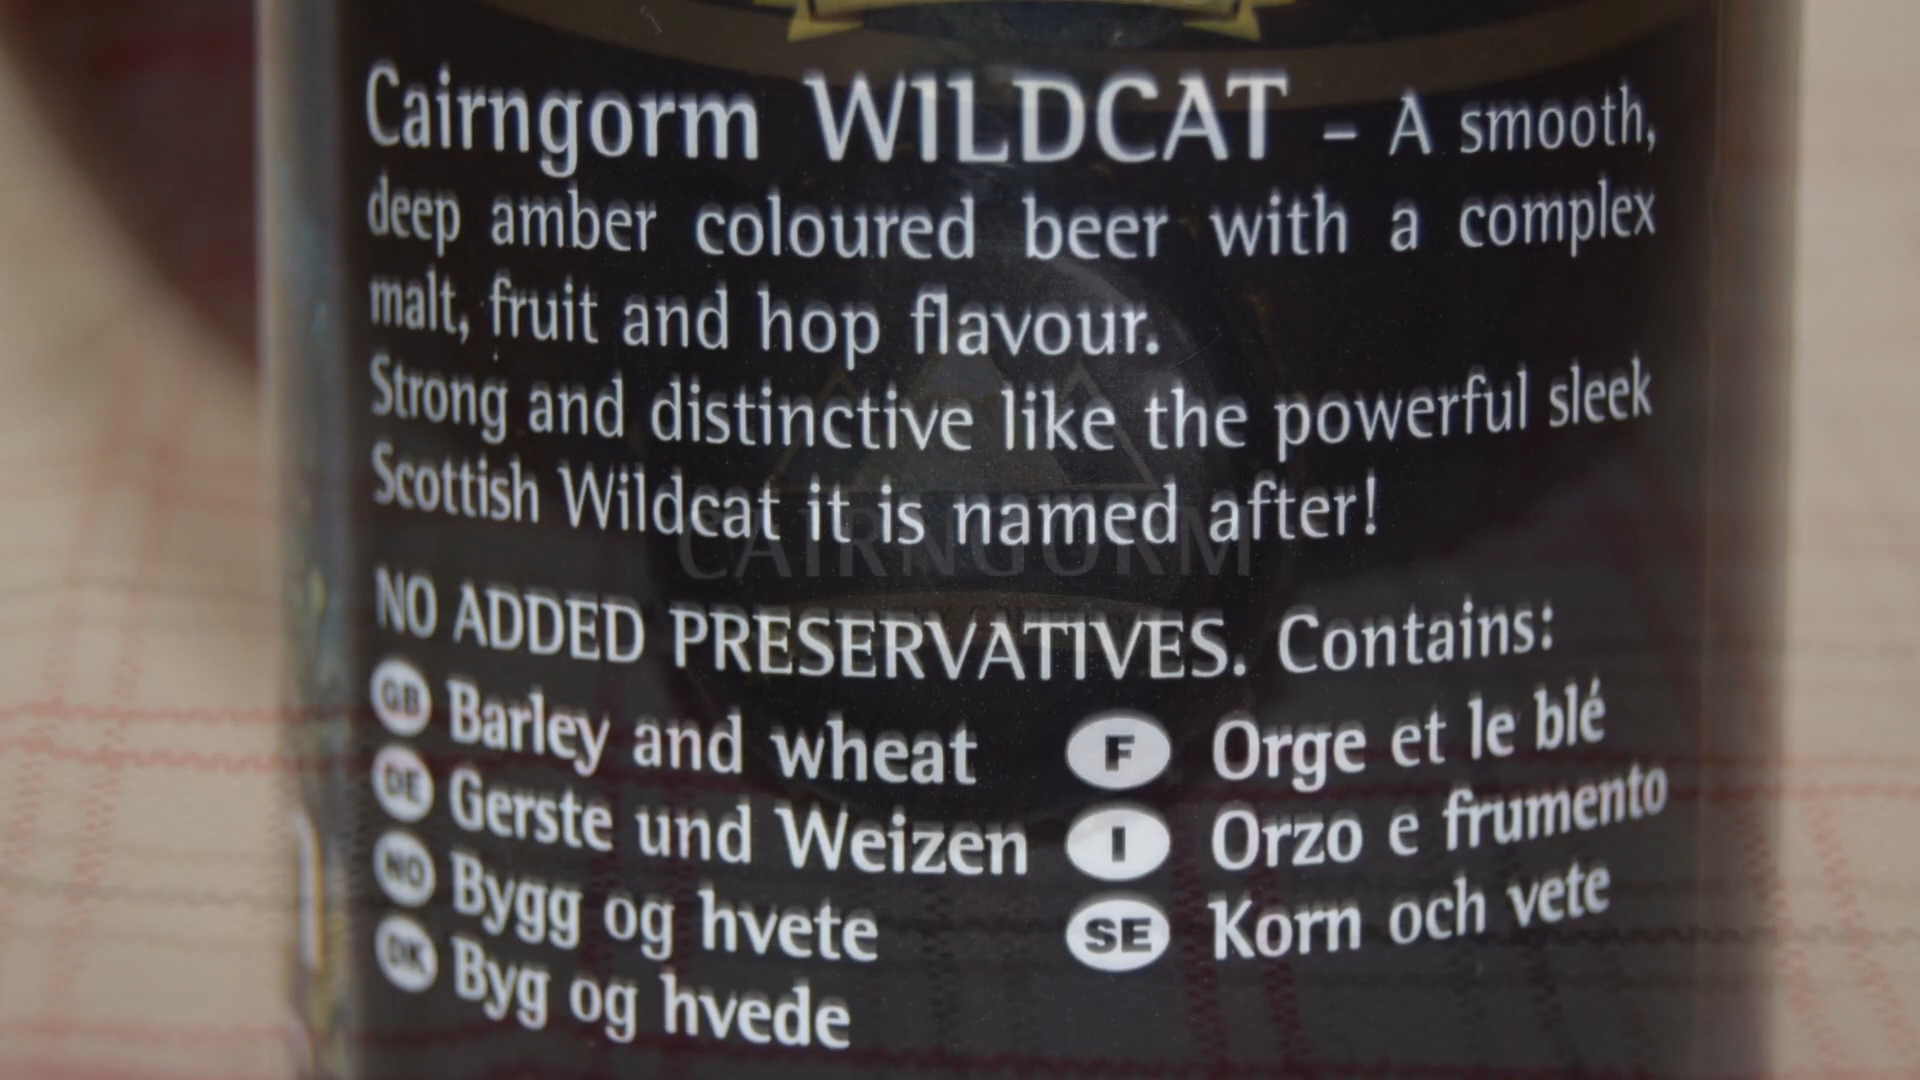 Cairngorm WILDCAT – A smooth,
deep amber coloured beer with a complex
malt, fruit and hop flavour.
Strong and distinctive like the powerful sleek
Scottish Wildcat it is named after!
CAIRNGORM
NO ADDED PRESERVATIVES. Contains:
GB Barley and wheat
DE Gerste und Weizen
NO Bygg og hvete
DK Byg og hvede
F Orge et le blé
I Orzo e frumento
SE Korn och vete